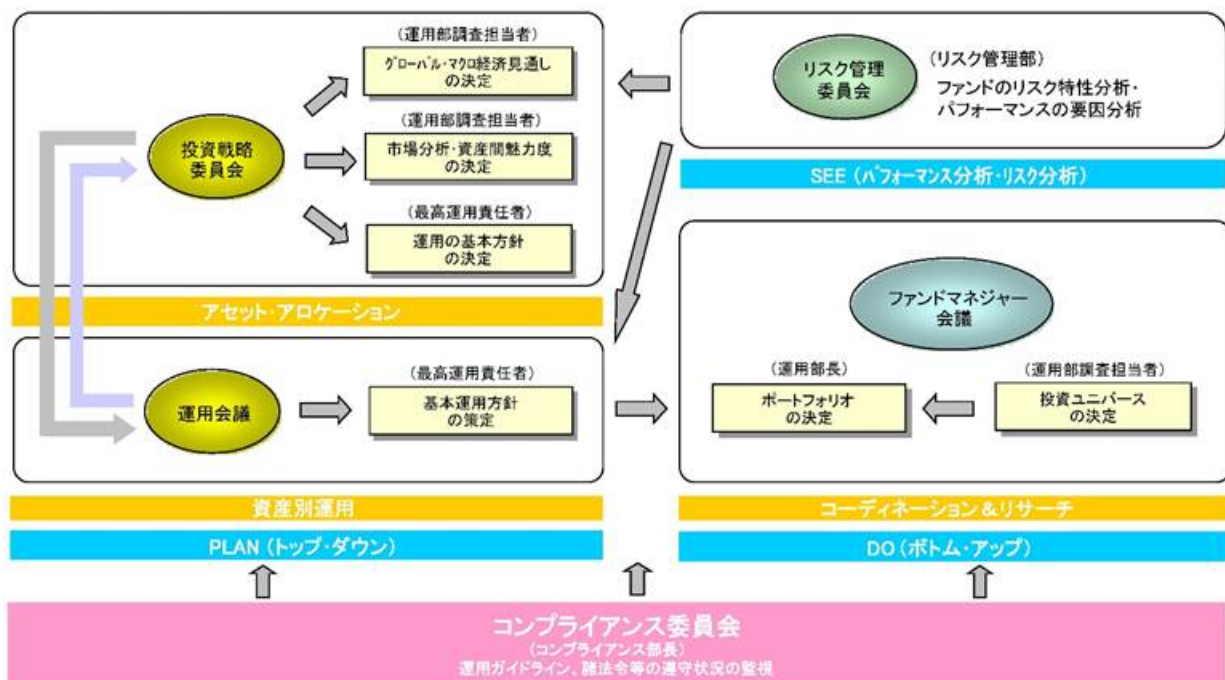 (運用部調査担当者)
グローバル・マクロ経済見通し
の決定
(運用部調査担当者)
投資戦略
委員会
市場分析・資産間魅力度
の決定
(最高運用責任者)
運用の基本方針
の決定
アセット・アロケーション
(最高運用責任者)
運用会議
基本運用方針
の策定
資産別運用
PLAN (トップ・ダウン)
リスク管理
委員会
(リスク管理部)
ファンドのリスク特性分析・
パフォーマンスの要因分析
SEE (パフォーマンス分析・リスク分析)
ファンドマネジャー
会議
(運用部長)
ポートフォリオ
の決定
(運用部調査担当者)
投資ユニバース
の決定
コーディネーション&リサーチ
DO (ボトム・アップ)
コンプライアンス委員会
(コンプライアンス部長)
運用ガイドライン、諸法令等の遵守状況の監視